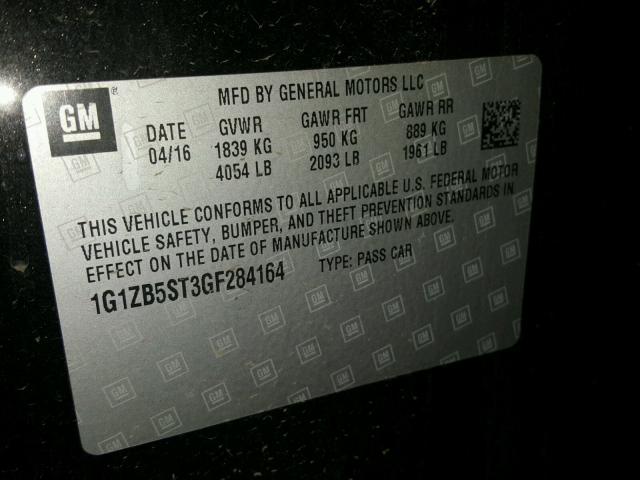 GM
MFD BY GENERAL MOTORS LLC
DATE GVWR GAWR FRT GAWR RR
04/16 1839 KG 950 KG 889 KG
4054 LB 2093 LB 1961 LB
THIS VEHICLE CONFORMS TO ALL APPLICABLE U.S. FEDERAL MOTOR
VEHICLE SAFETY, BUMPER, AND THEFT PREVENTION STANDARDS IN
EFFECT ON THE DATE OF MANUFACTURE SHOWN ABOVE.
1G1ZB5ST3GF284164 TYPE: PASS CAR